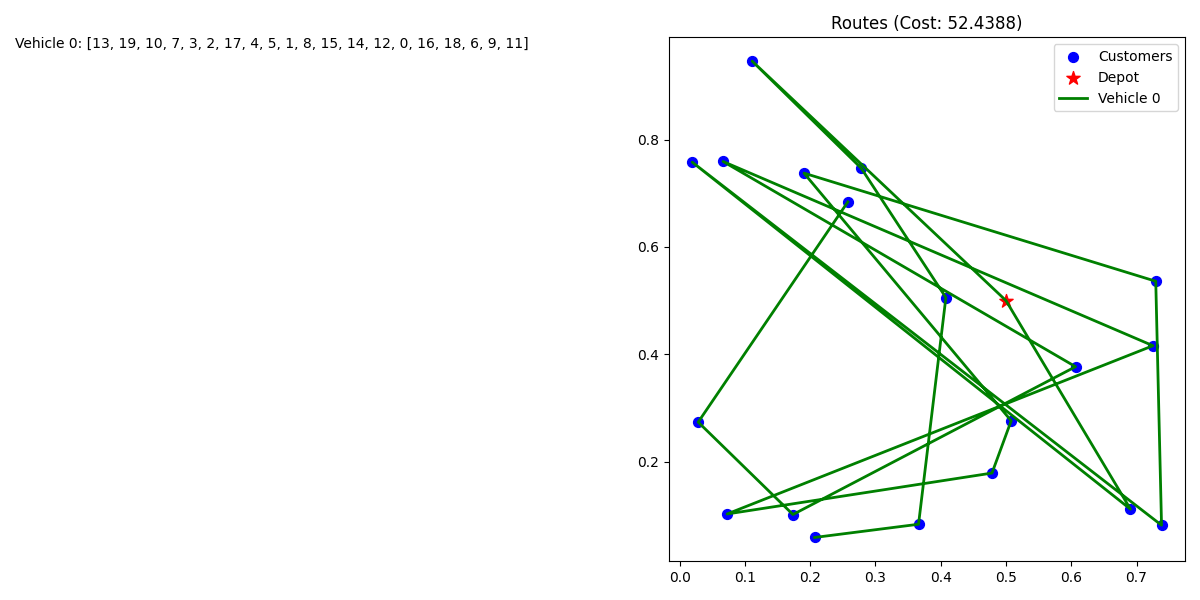 Vehicle 0: [13, 19, 10, 7, 3, 2, 17, 4, 5, 1, 8, 15, 14, 12, 0, 16, 18, 6, 9, 11]
Routes (Cost: 52.4388)
Customers
Depot
Vehicle 0
0.8
0.6
0.4
0.2
0.0 0.1 0.2 0.3 0.4 0.5 0.6 0.7